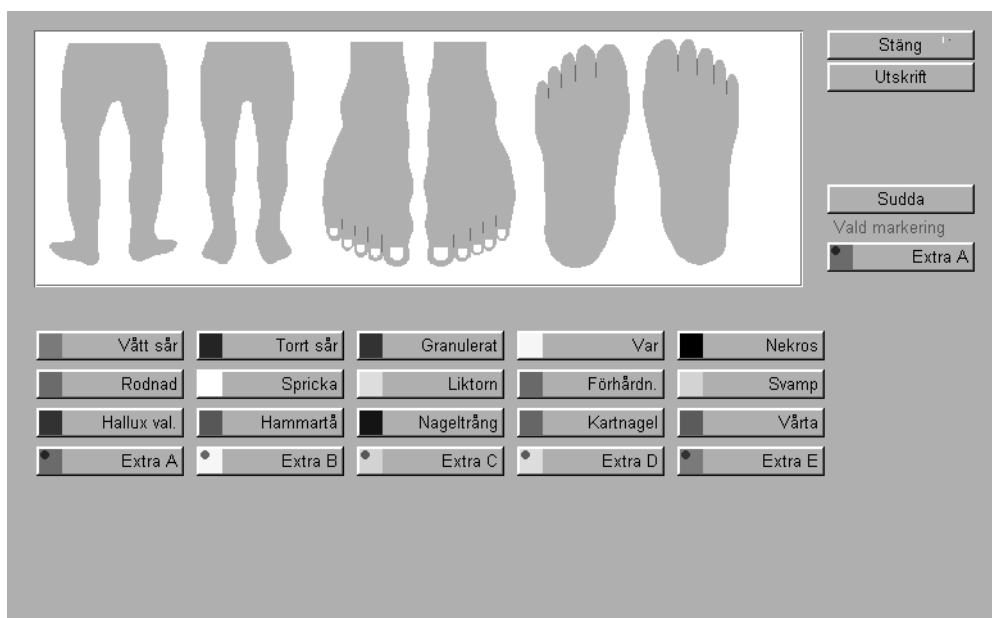 Stäng
Utskrift
Sudda
Vald markering
Extra A
Vått sår Torrt sår Granulerat Var Nekros
Rodnad Spricka Liktorn Förhårdn. Svamp
Hallux val. Hammartå Nageltrång Kartnagel Vårta
Extra A Extra B Extra C Extra D Extra E